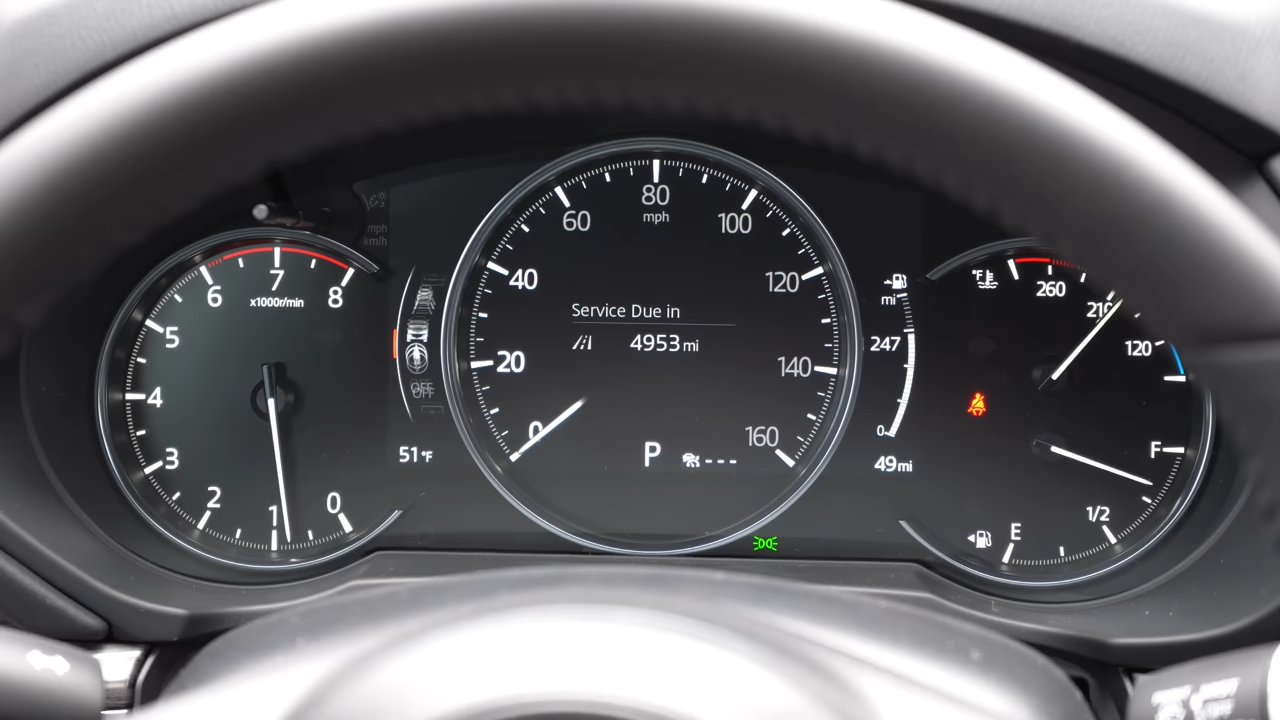 mph
km/h
6
7
8
x1000r/min
5
4
3
2
1
0
OFF
OFF
51°F
80
mph
60
100
40
120
20
140
0
160
Service Due in
4953 mi
P
---
mi
247
0
49mi
°F
260
210
120
F
1/2
E